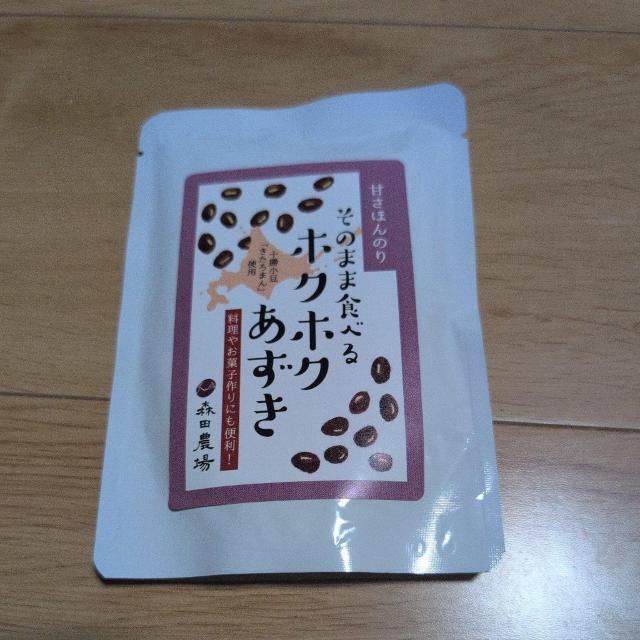 甘さほんのり
そのまま食べる
ホクホク
あずき
十勝小豆
「きたろまん」
使用
料理やお菓子作りにも便利！
森田農場